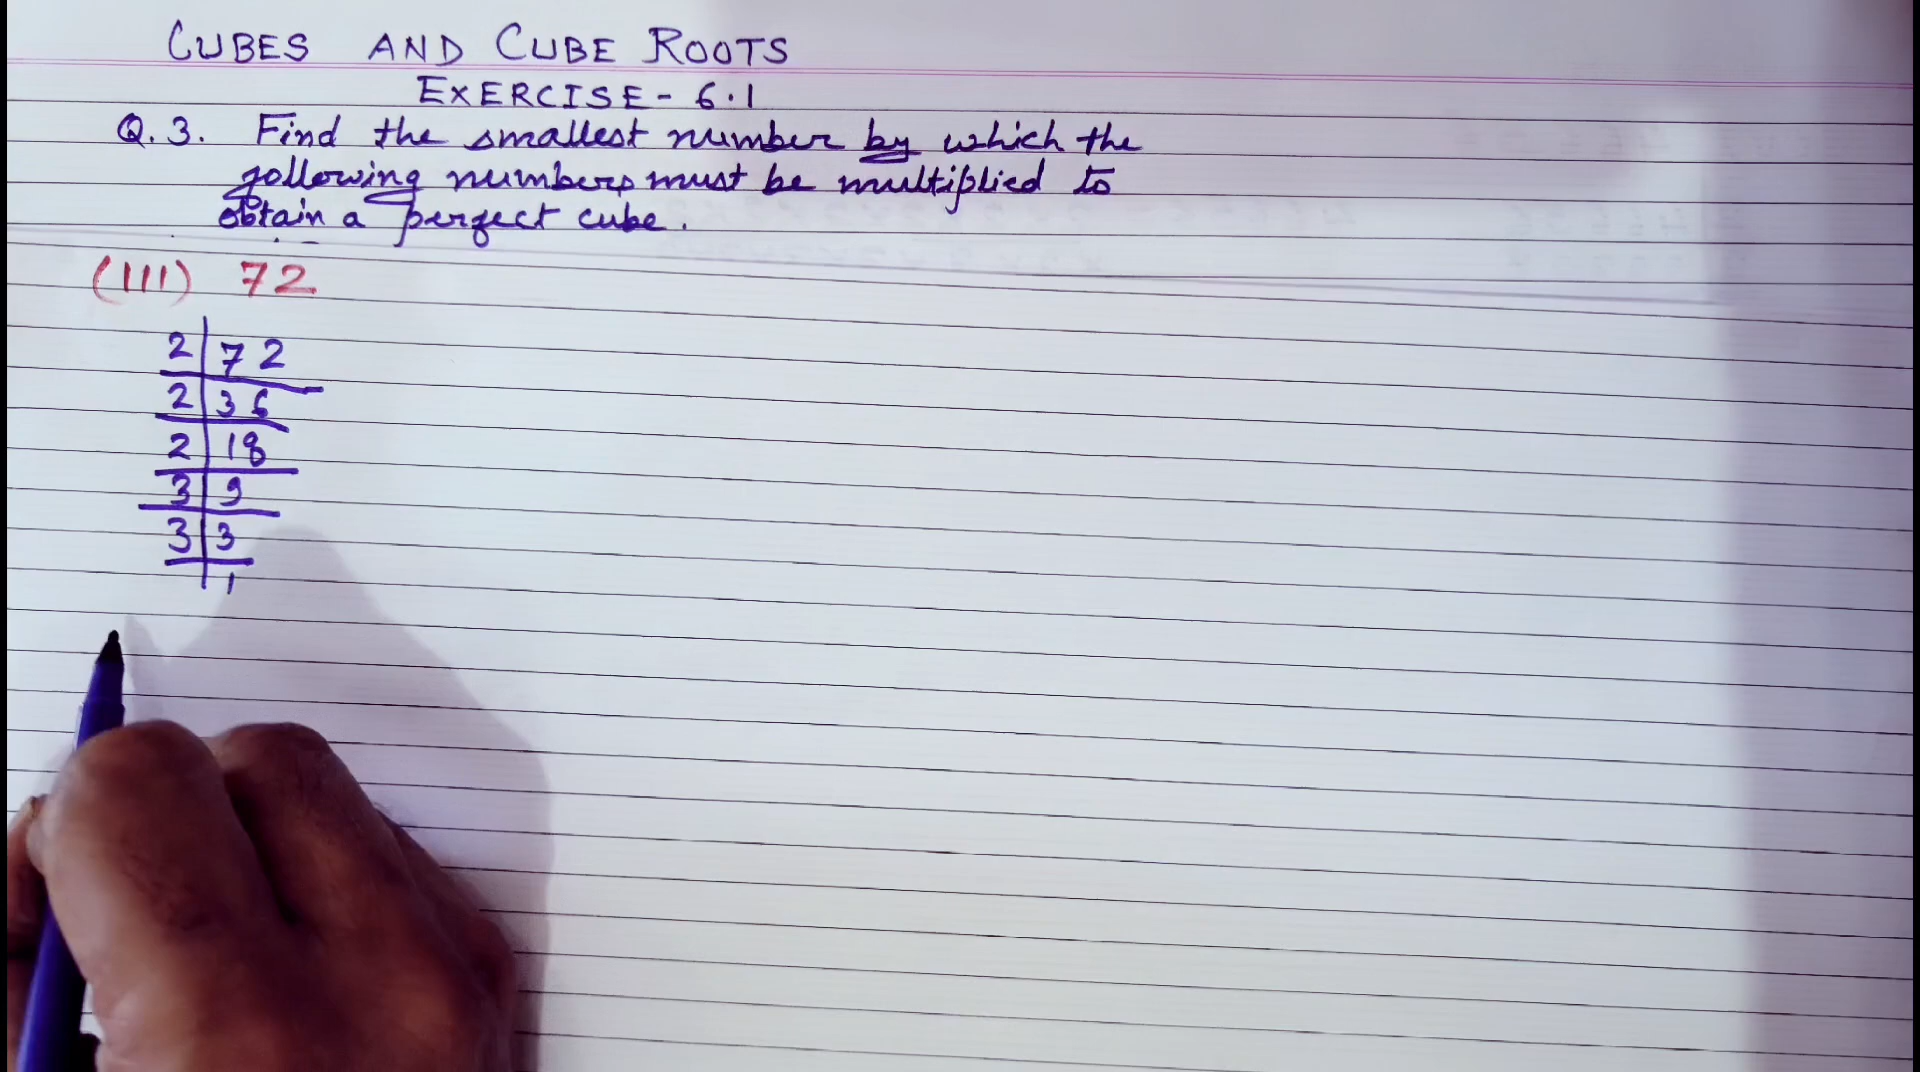 CUBES AND CUBE ROOTS
EXERCISE - 6.1
Q.3. Find the smallest number by which the
following numbers must be multiplied to
obtain a perfect cube.
(III) 72
2 | 72
2 | 36
2 | 18
3 | 9
3 | 3
1